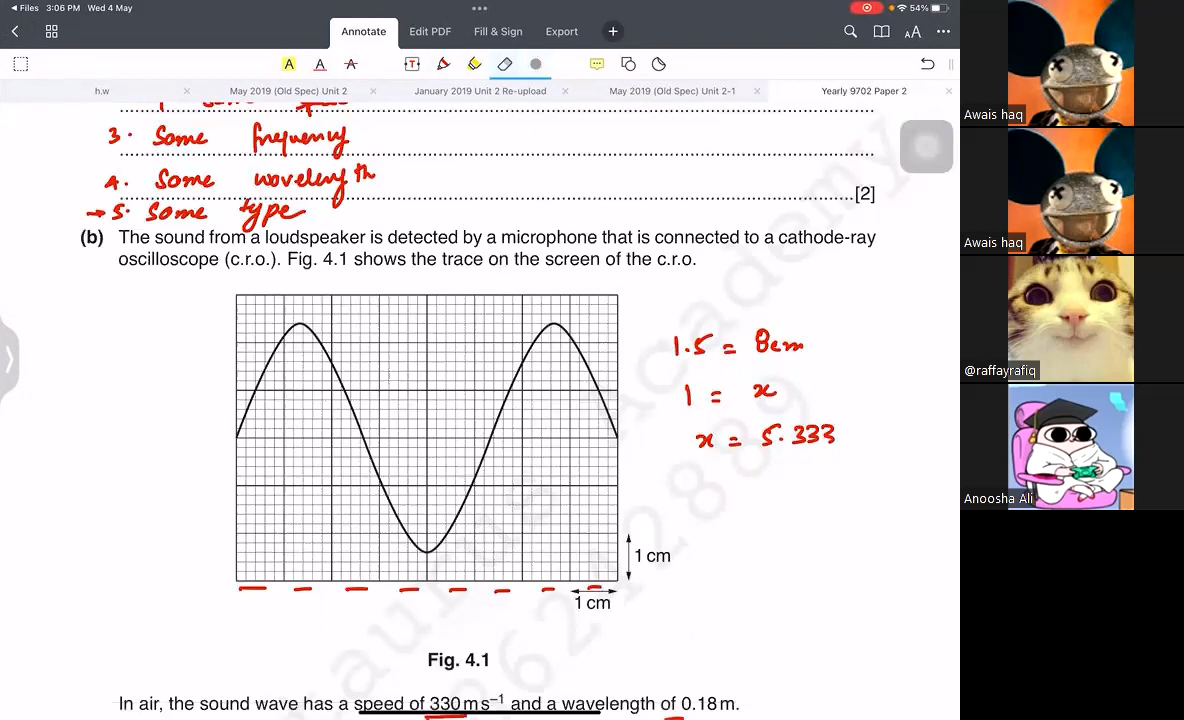 Files 3:06 PM Wed 4 May 54%
Annotate Edit PDF Fill & Sign Export
h.w May 2019 (Old Spec) Unit 2 January 2019 Unit 2 Re-upload May 2019 (Old Spec) Unit 2-1 Yearly 9702 Paper 2
3. Same frequency
4. Same wavelength
→ 5. Same type
[2]
(b) The sound from a loudspeaker is detected by a microphone that is connected to a cathode-ray
oscilloscope (c.r.o.). Fig. 4.1 shows the trace on the screen of the c.r.o.
1.5 = 8cm
1 = x
x = 5.333
1 cm
1 cm
Fig. 4.1
In air, the sound wave has a speed of 330 m s⁻¹ and a wavelength of 0.18 m.
Awais haq
Awais haq
@raffayrafiq
Anoosha Ali